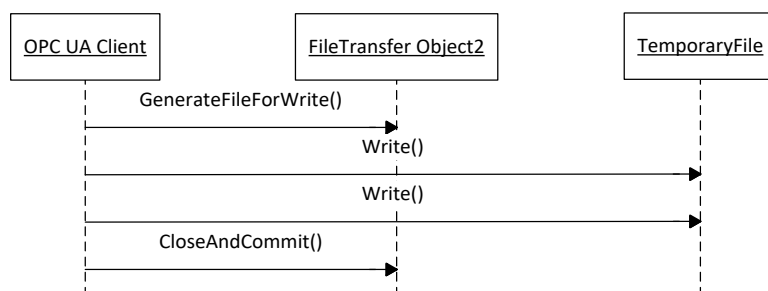 OPC UA Client
FileTransfer Object2
TemporaryFile
GenerateFileForWrite()
Write()
Write()
CloseAndCommit()